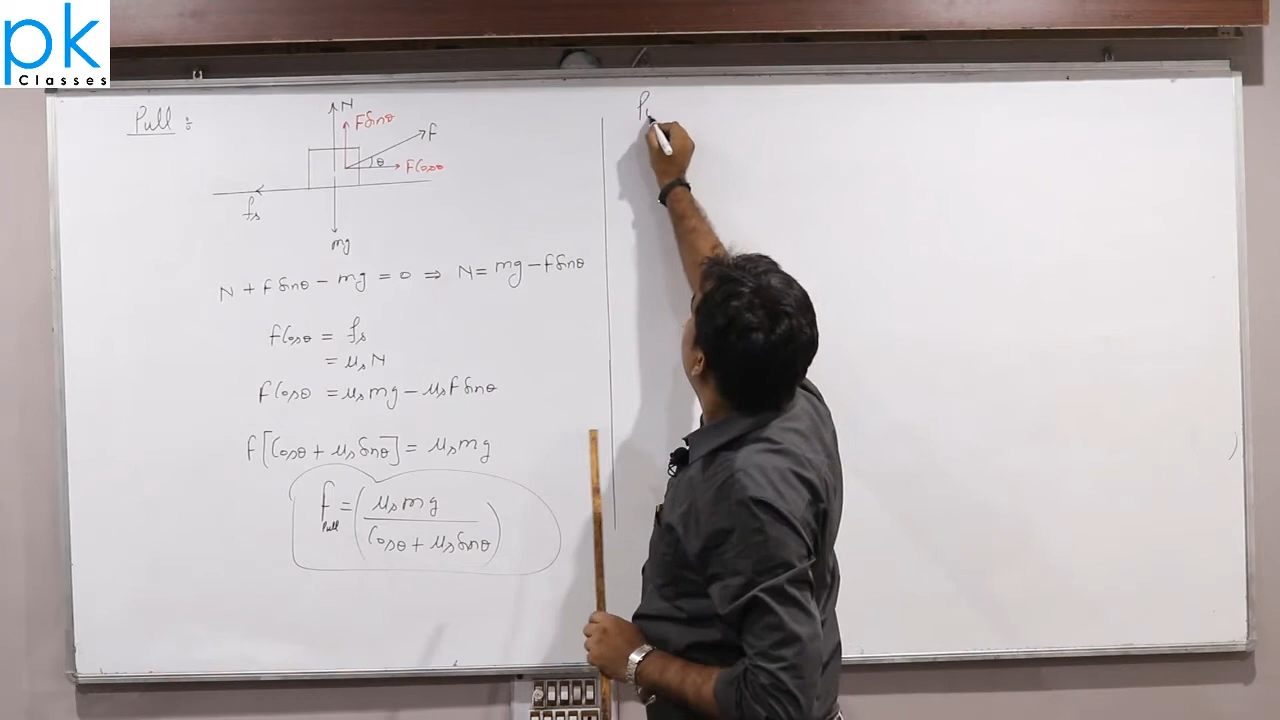 pk
Classes
Pull :
N
F sinθ
F
θ
F cosθ
fs
mg
N + F sinθ - mg = 0 ⇒ N = mg - F sinθ
F cosθ = fs
= μs N
F cosθ = μs mg - μs F sinθ
F [cosθ + μs sinθ] = μs mg
F Pull = ( μs mg / cosθ + μs sinθ )
Pu